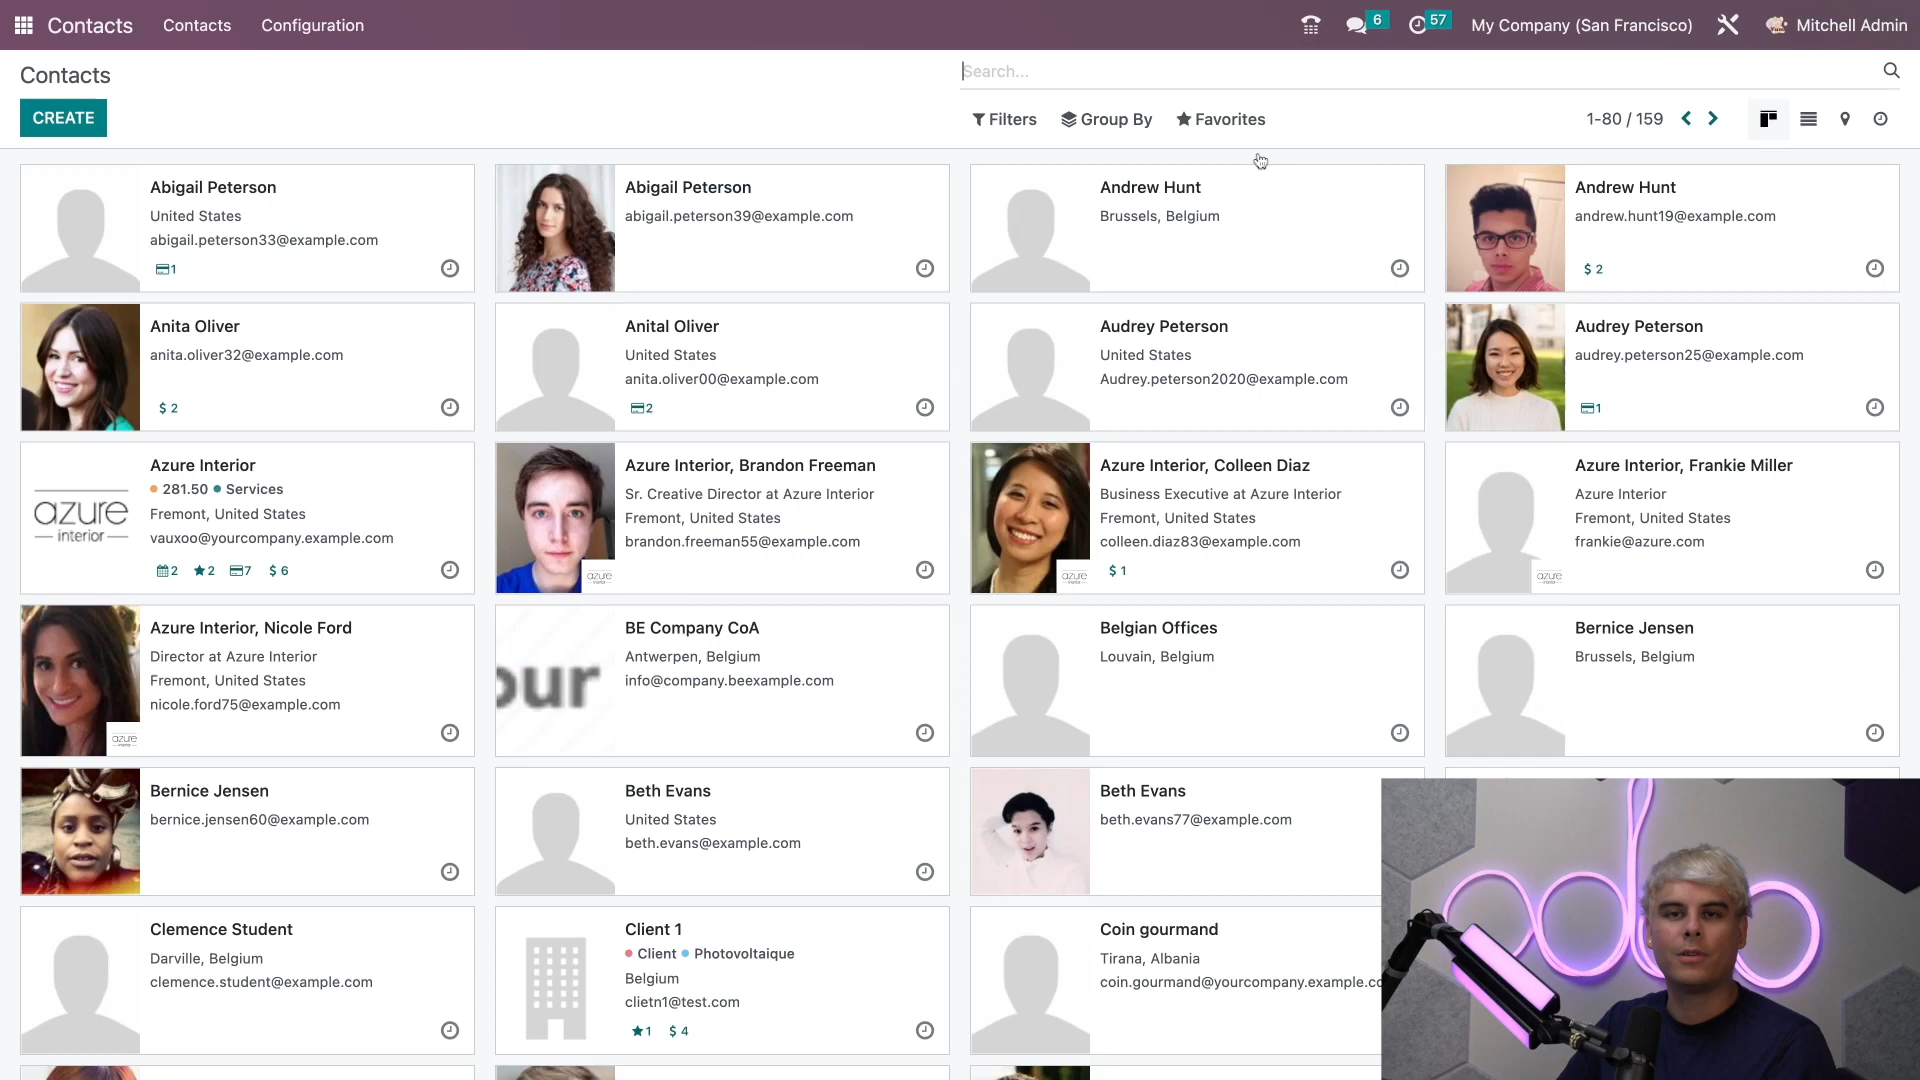 Contacts Contacts Configuration 6 57 My Company (San Francisco) Mitchell Admin
Contacts
Search...
CREATE
Filters Group By Favorites 1-80 / 159
Abigail Peterson
United States
abigail.peterson33@example.com
1
Abigail Peterson
abigail.peterson39@example.com
Andrew Hunt
Brussels, Belgium
Andrew Hunt
andrew.hunt19@example.com
$ 2
Anita Oliver
anita.oliver32@example.com
$ 2
Anital Oliver
United States
anita.oliver00@example.com
2
Audrey Peterson
United States
Audrey.peterson2020@example.com
Audrey Peterson
audrey.peterson25@example.com
1
azure
interior
Azure Interior
281.50 Services
Fremont, United States
vauxoo@yourcompany.example.com
2 2 7 $ 6
Azure Interior, Brandon Freeman
Sr. Creative Director at Azure Interior
Fremont, United States
brandon.freeman55@example.com
azure
Azure Interior, Colleen Diaz
Business Executive at Azure Interior
Fremont, United States
colleen.diaz83@example.com
azure
$ 1
Azure Interior, Frankie Miller
Azure Interior
Fremont, United States
frankie@azure.com
azure
Azure Interior, Nicole Ford
Director at Azure Interior
Fremont, United States
nicole.ford75@example.com
azure
our
BE Company CoA
Antwerpen, Belgium
info@company.beexample.com
Belgian Offices
Louvain, Belgium
Bernice Jensen
Brussels, Belgium
Bernice Jensen
bernice.jensen60@example.com
Beth Evans
United States
beth.evans@example.com
Beth Evans
beth.evans77@example.com
Clemence Student
Darville, Belgium
clemence.student@example.com
Client 1
Client Photovoltaique
Belgium
clietn1@test.com
1 $ 4
Coin gourmand
Tirana, Albania
coin.gourmand@yourcompany.example.co
odoo